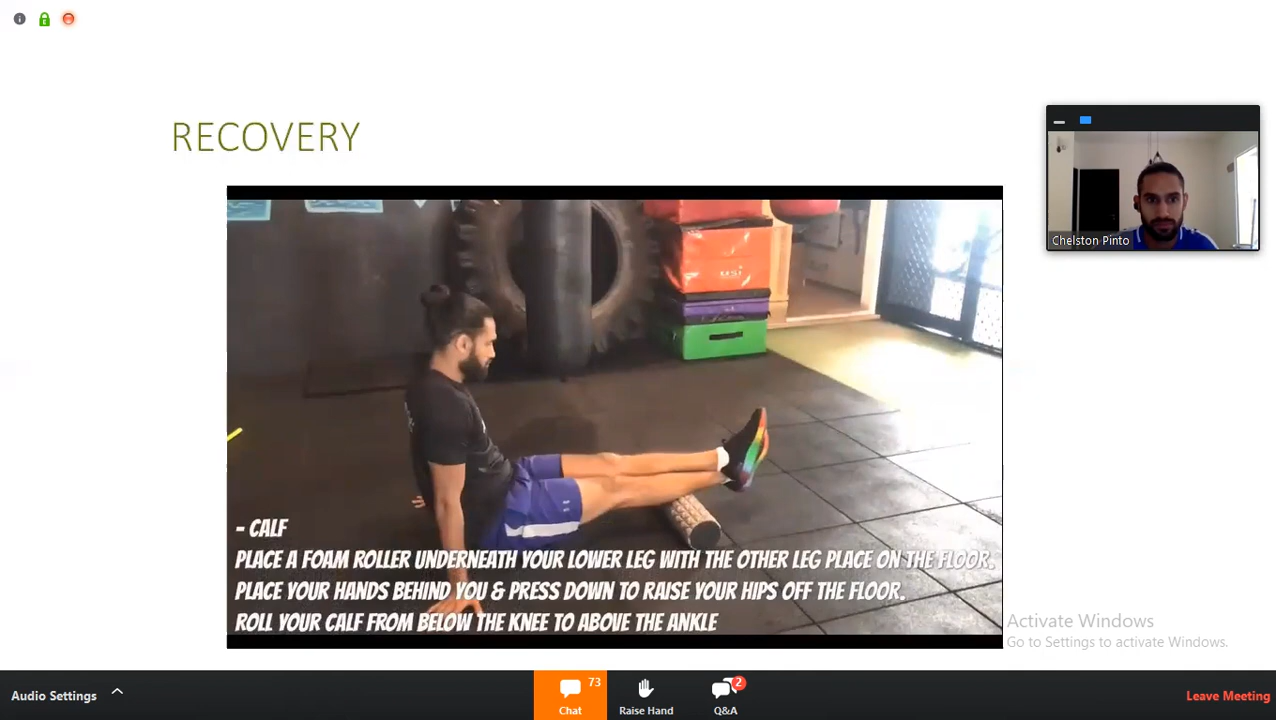 RECOVERY
Chelston Pinto
usi
- CALF
PLACE A FOAM ROLLER UNDERNEATH YOUR LOWER LEG WITH THE OTHER LEG PLACE ON THE FLOOR.
PLACE YOUR HANDS BEHIND YOU & PRESS DOWN TO RAISE YOUR HIPS OFF THE FLOOR.
ROLL YOUR CALF FROM BELOW THE KNEE TO ABOVE THE ANKLE
Activate Windows
Go to Settings to activate Windows.
Audio Settings
73
Chat
Raise Hand
2
Q&A
Leave Meeting